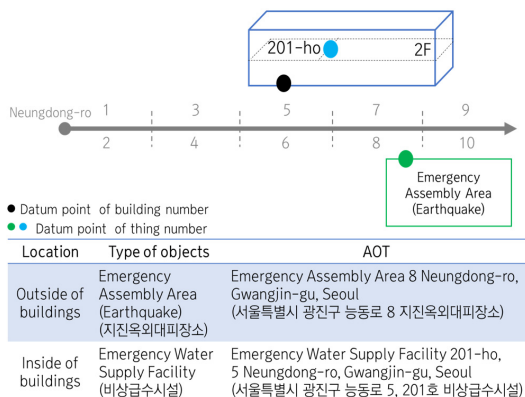 201-ho
2F
Neungdong-ro
1 3 5 7 9
2 4 6 8 10
Emergency
Assembly Area
(Earthquake)
Datum point of building number
Datum point of thing number
Location Type of objects AOT
Outside of
buildings
Emergency
Assembly Area
(Earthquake)
(지진옥외대피장소)
Emergency Assembly Area 8 Neungdong-ro,
Gwangjin-gu, Seoul
(서울특별시 광진구 능동로 8 지진옥외대피장소)
Inside of
buildings
Emergency Water
Supply Facility
(비상급수시설)
Emergency Water Supply Facility 201-ho,
5 Neungdong-ro, Gwangjin-gu, Seoul
(서울특별시 광진구 능동로 5, 201호 비상급수시설)